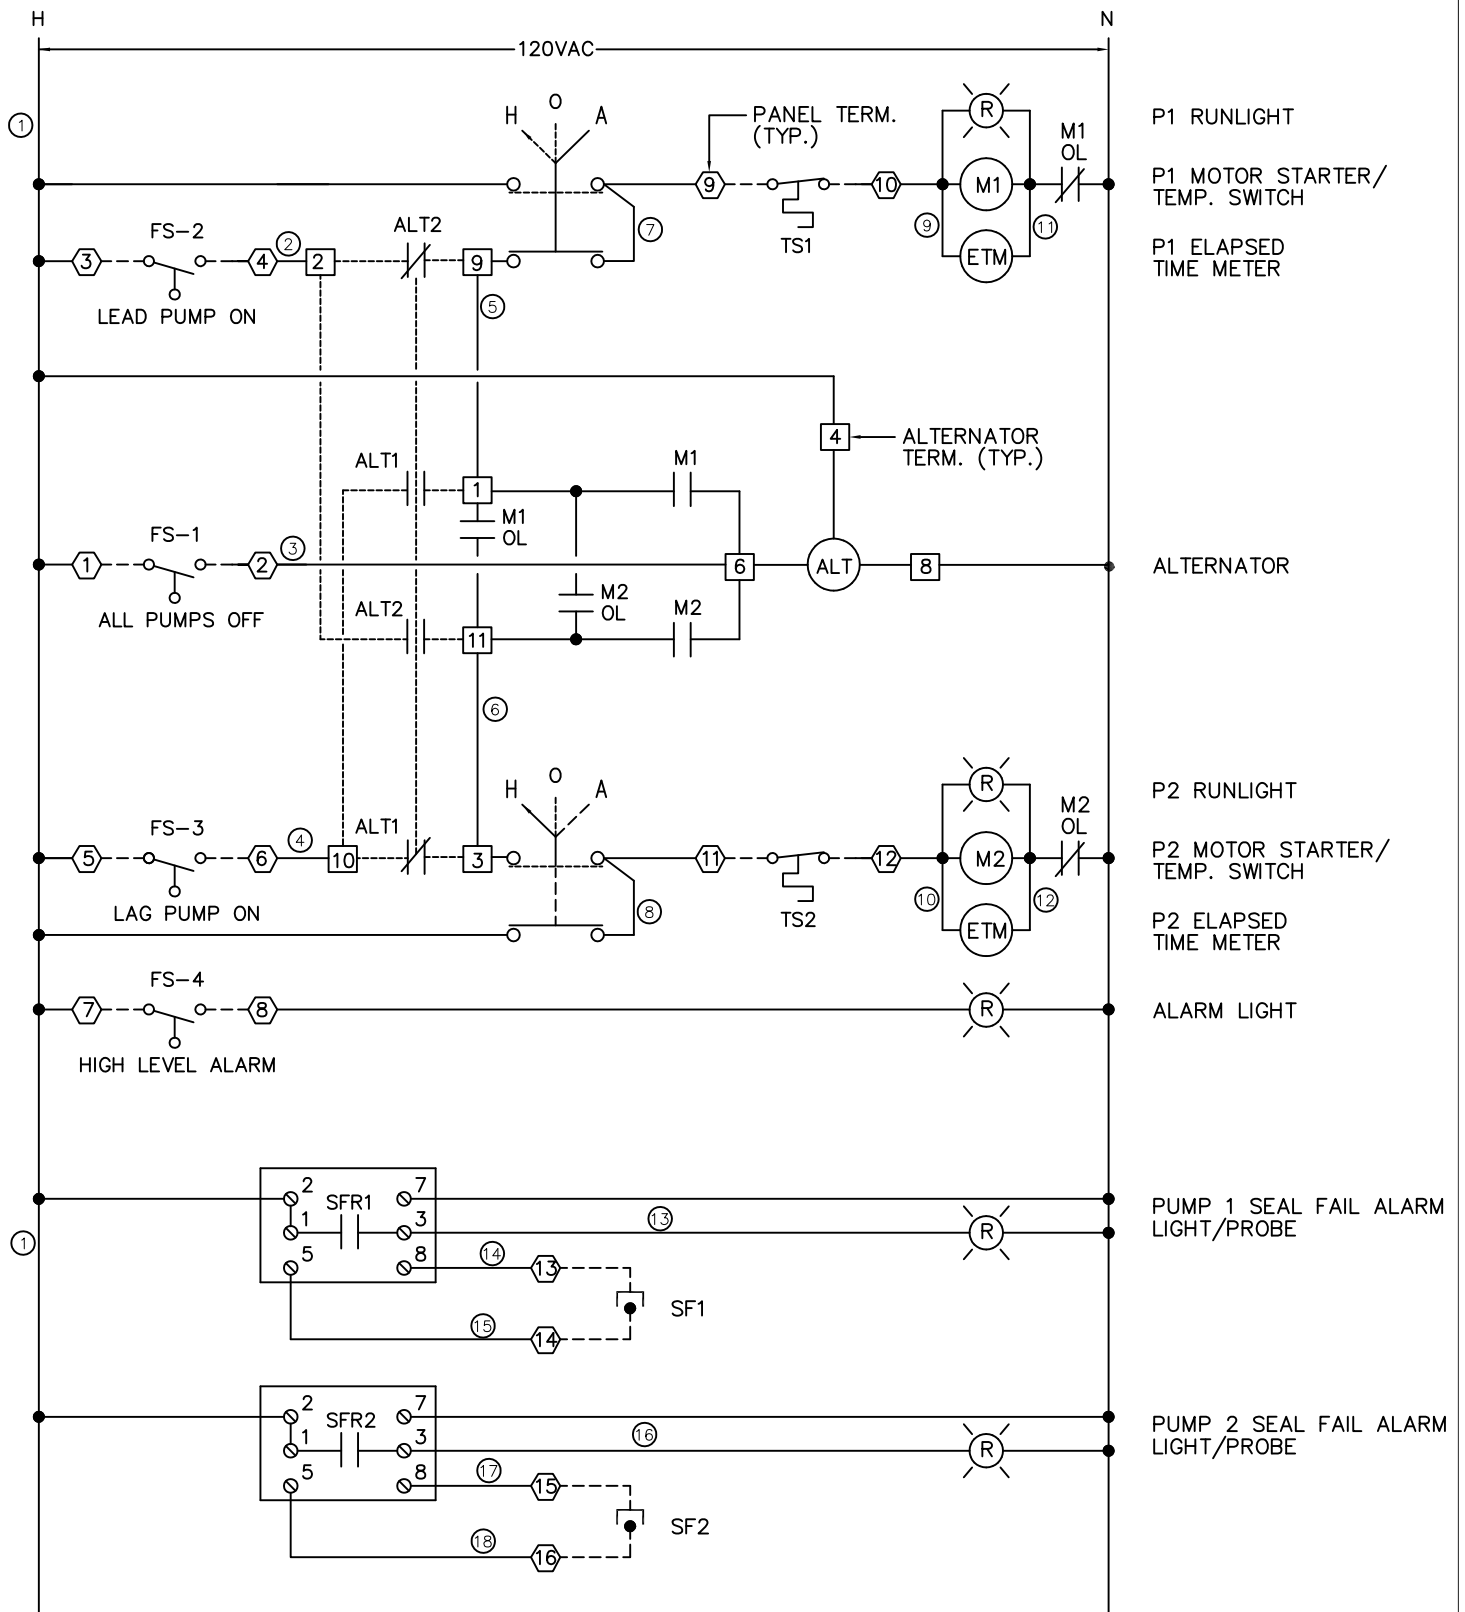 H N
120VAC
H O A
PANEL TERM.
(TYP.)
R
M1
OL
P1 RUNLIGHT
1
9 10 M1
P1 MOTOR STARTER/
TEMP. SWITCH
TS1
7 9 11
FS-2
ALT2
3 4 2 2 9
ETM
P1 ELAPSED
TIME METER
LEAD PUMP ON
5
4
ALTERNATOR
TERM. (TYP.)
ALT1
1
M1
M1
OL
FS-1
1 2 3
6 ALT 8
ALTERNATOR
ALL PUMPS OFF
ALT2
11
M2
OL
M2
6
H O A
R
M2
OL
P2 RUNLIGHT
FS-3
ALT1
5 6 4 10 3
11 12 M2
P2 MOTOR STARTER/
TEMP. SWITCH
LAG PUMP ON
TS2
8 10 12
ETM
P2 ELAPSED
TIME METER
FS-4
7 8
R
ALARM LIGHT
HIGH LEVEL ALARM
2 7
SFR1
1 3
5 8
13
R
PUMP 1 SEAL FAIL ALARM
LIGHT/PROBE
1
14 13
SF1
15 14
2 7
SFR2
1 3
5 8
16
R
PUMP 2 SEAL FAIL ALARM
LIGHT/PROBE
17 15
SF2
18 16